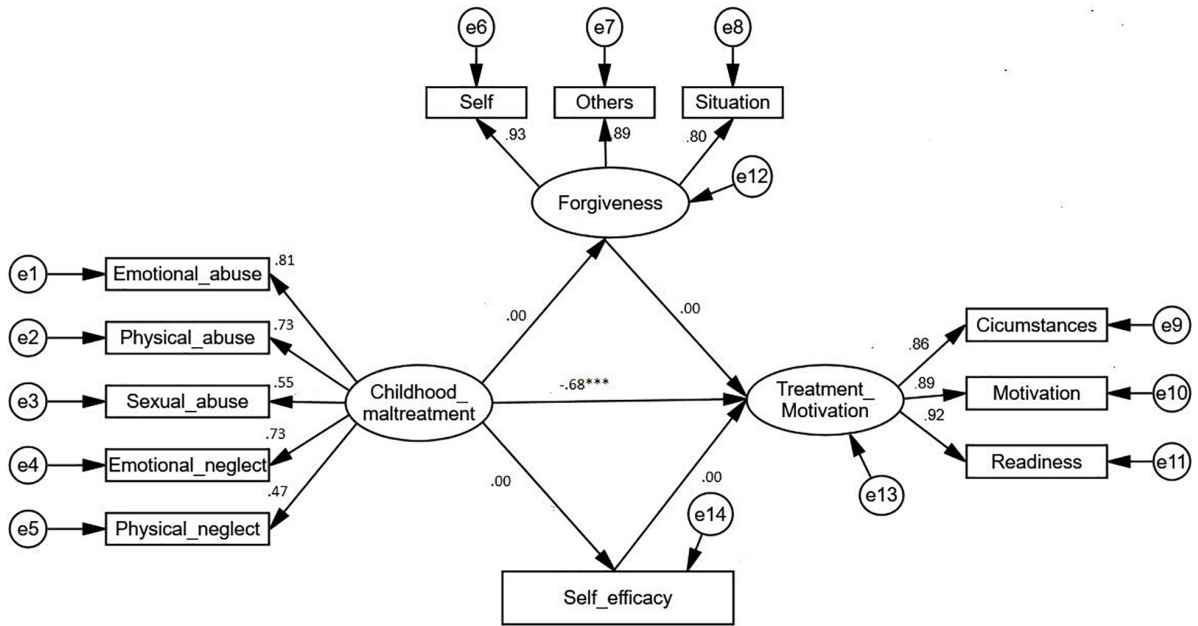 e6 e7 e8
Self Others Situation
.93 .89 .80
e12
Forgiveness
e1 Emotional_abuse .81
e2 Physical_abuse .73
e3 Sexual_abuse .55
e4 Emotional_neglect .73
e5 Physical_neglect .47
Childhood_
maltreatment
.00
.00
-.68***
.00
.00
Treatment_
Motivation
.86 Cicumstances e9
.89 Motivation e10
.92 Readiness e11
e13
e14
Self_efficacy